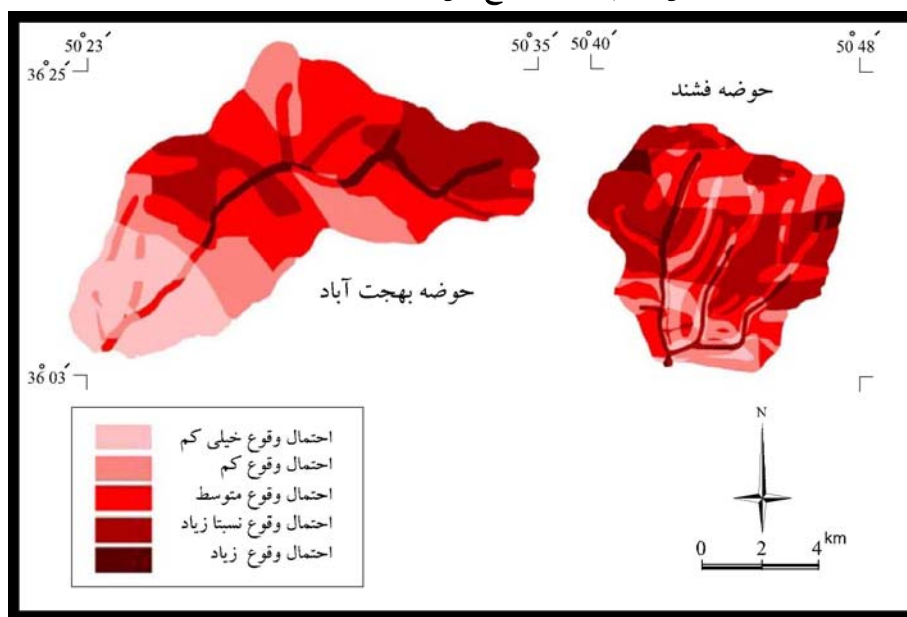 50° 23´
50° 35´
50° 40´
50° 48´
36° 25´
حوضه فشند
حوضه بهجت آباد
36° 03´
احتمال وقوع خیلی کم
احتمال وقوع کم
احتمال وقوع متوسط
احتمال وقوع نسبتا زیاد
احتمال وقوع زیاد
N
km
0 2 4